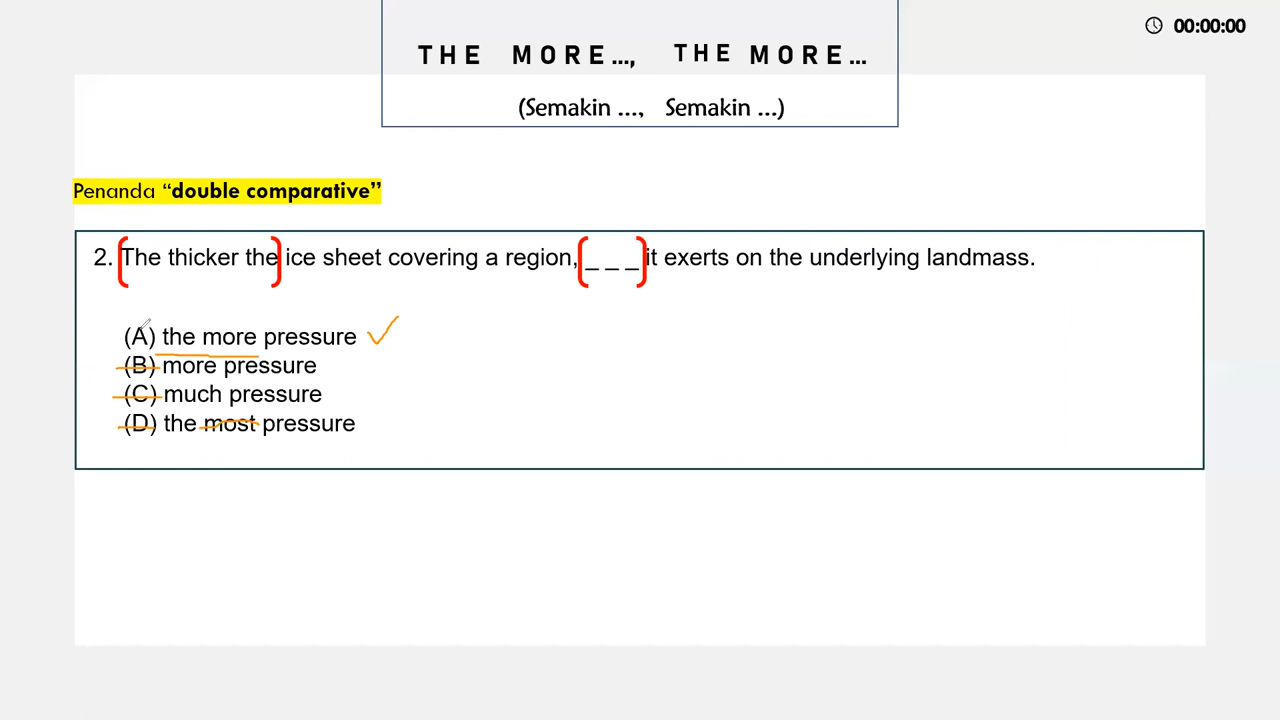 00:00:00
THE MORE…, THE MORE…
(Semakin …, Semakin …)
Penanda “double comparative”
2. The thicker the ice sheet covering a region, _ _ _ it exerts on the underlying landmass.
(A) the more pressure
(B) more pressure
(C) much pressure
(D) the most pressure